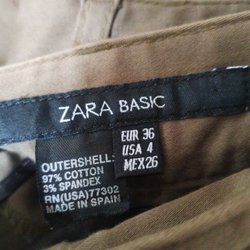 ZARA BASIC
EUR 36
USA 4
MEX 26
OUTERSHELL:
97% COTTON
3% SPANDEX
RN(USA)77302
MADE IN SPAIN